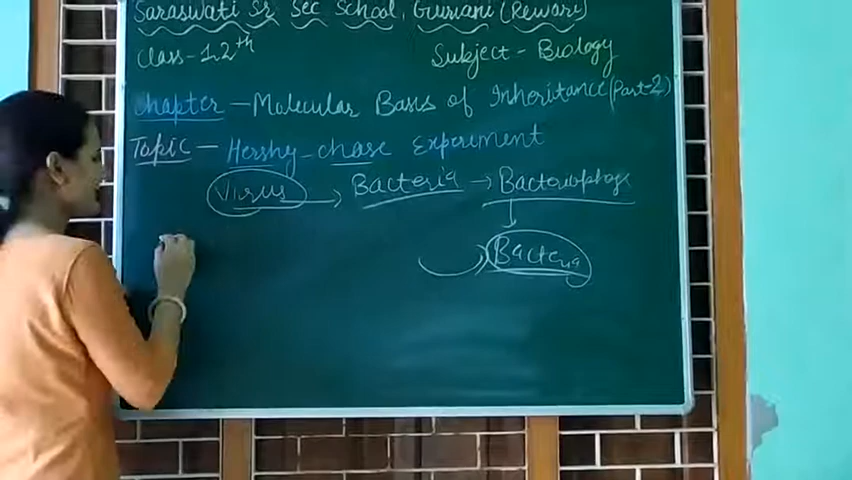 Saraswati Sr. Sec School, Guriani (Rewari)
Class-12th Subject - Biology
Chapter - Molecular Basis of Inheritance (Part-2)
Topic - Hershy-chase Experiment
Virus → Bacteria → Bacteriophage
Bacteria